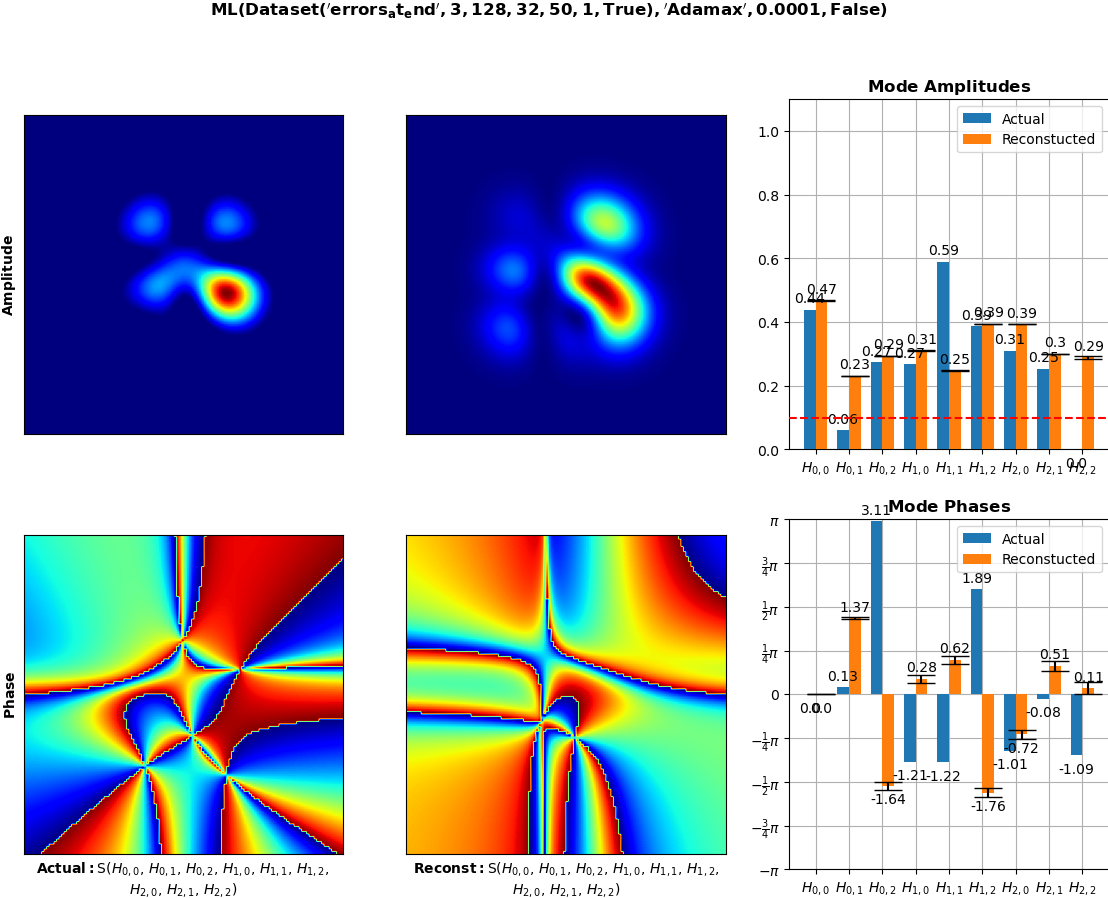 ML(Dataset('errors_at_end', 3, 128, 32, 50, 1, True), 'Adamax', 0.0001, False)
Amplitude
Mode Amplitudes
Actual
Reconstucted
1.0
0.8
0.6
0.4
0.2
0.0
0.44 0.47
0.06 0.23
0.27 0.29
0.27 0.31
0.59 0.25
0.39 0.39
0.31 0.39
0.25 0.3
0.0 0.29
H0,0 H0,1 H0,2 H1,0 H1,1 H1,2 H2,0 H2,1 H2,2
Phase
Mode Phases
Actual
Reconstucted
π
3/4π
1/2π
1/4π
0
−1/4π
−1/2π
−3/4π
−π
0.0 0.0
0.13 1.37
3.11 -1.64
-1.21 0.28
-1.22 0.62
1.89 -1.76
-1.01 -0.72
-0.08 0.51
-1.09 0.11
H0,0 H0,1 H0,2 H1,0 H1,1 H1,2 H2,0 H2,1 H2,2
Actual: S(H0,0, H0,1, H0,2, H1,0, H1,1, H1,2,
H2,0, H2,1, H2,2)
Reconst: S(H0,0, H0,1, H0,2, H1,0, H1,1, H1,2,
H2,0, H2,1, H2,2)